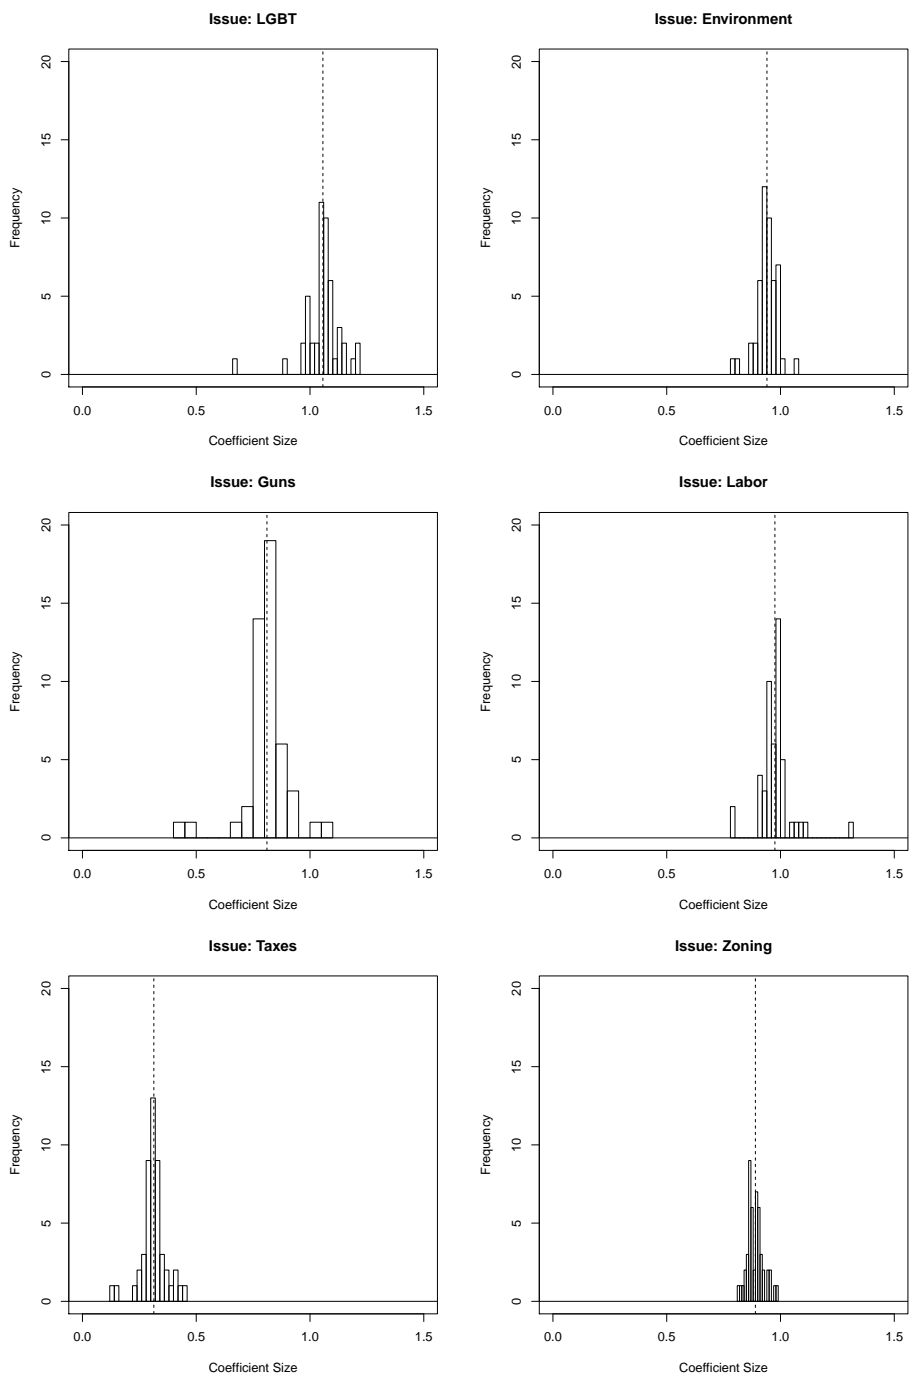 Issue: LGBT
Frequency
20
15
10
5
0
0.0 0.5 1.0 1.5
Coefficient Size
Issue: Environment
Frequency
20
15
10
5
0
0.0 0.5 1.0 1.5
Coefficient Size
Issue: Guns
Frequency
20
15
10
5
0
0.0 0.5 1.0 1.5
Coefficient Size
Issue: Labor
Frequency
20
15
10
5
0
0.0 0.5 1.0 1.5
Coefficient Size
Issue: Taxes
Frequency
20
15
10
5
0
0.0 0.5 1.0 1.5
Coefficient Size
Issue: Zoning
Frequency
20
15
10
5
0
0.0 0.5 1.0 1.5
Coefficient Size